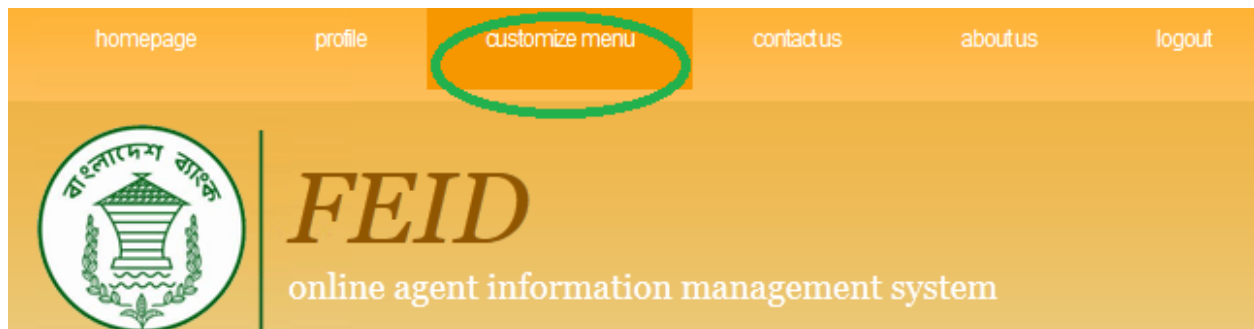 homepage profile customize menu contact us about us logout
বাংলাদেশ ব্যাংক
FEID
online agent information management system